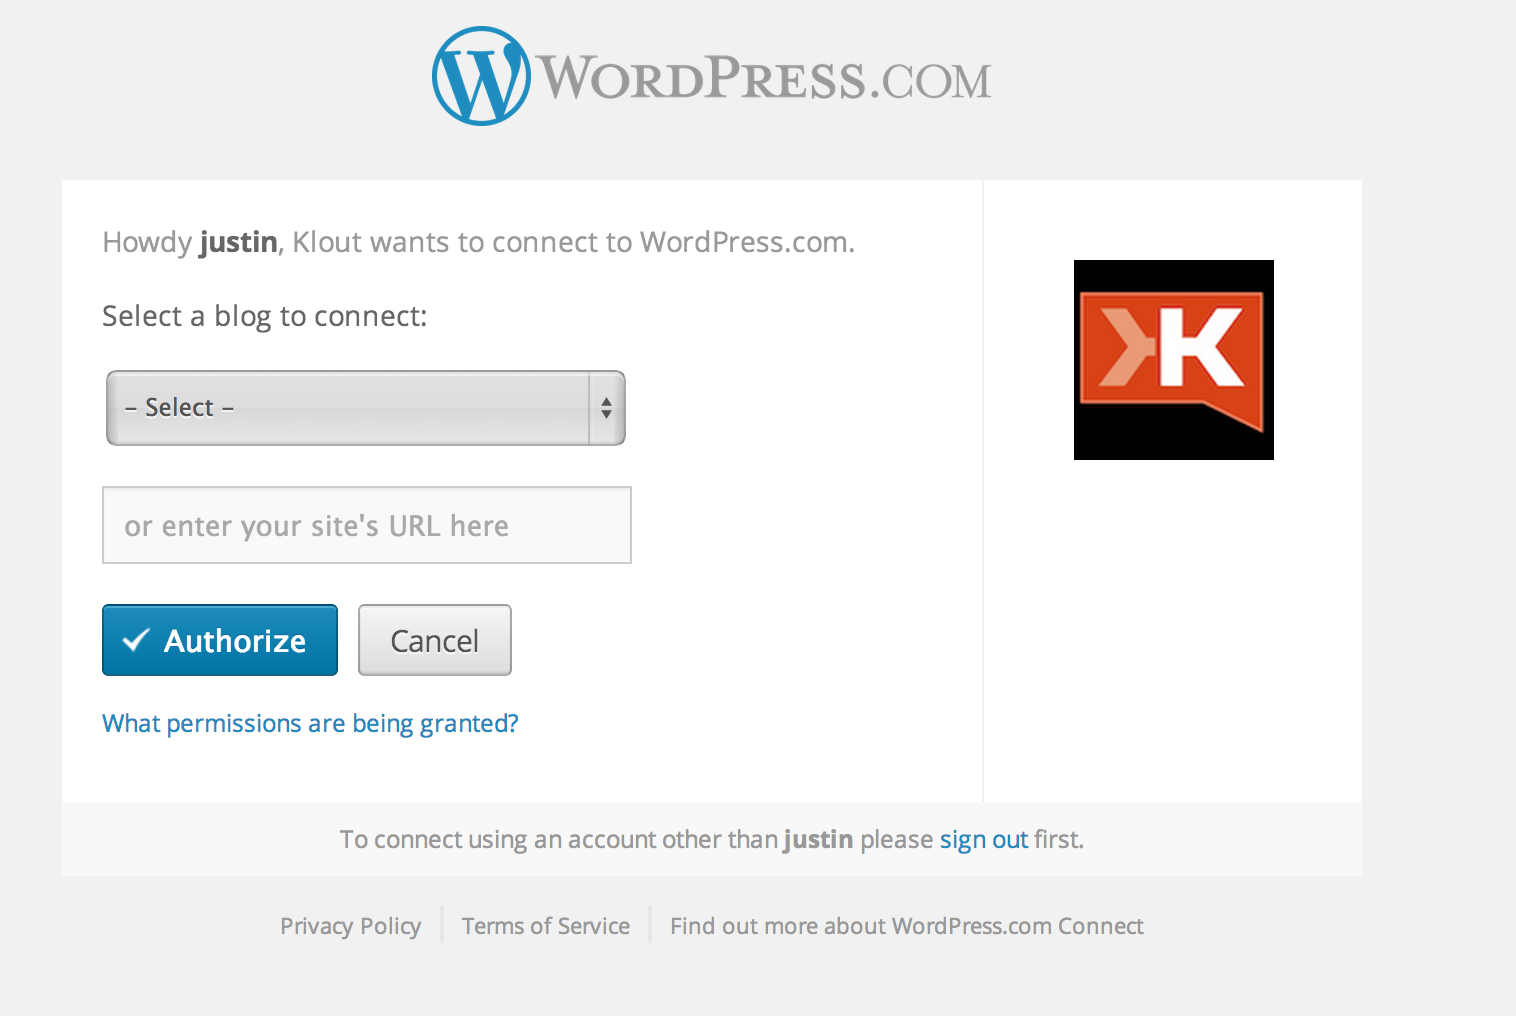 WORDPRESS.COM
Howdy justin, Klout wants to connect to WordPress.com.
Select a blog to connect:
– Select –
or enter your site's URL here
Authorize
Cancel
What permissions are being granted?
To connect using an account other than justin please sign out first.
Privacy Policy
Terms of Service
Find out more about WordPress.com Connect